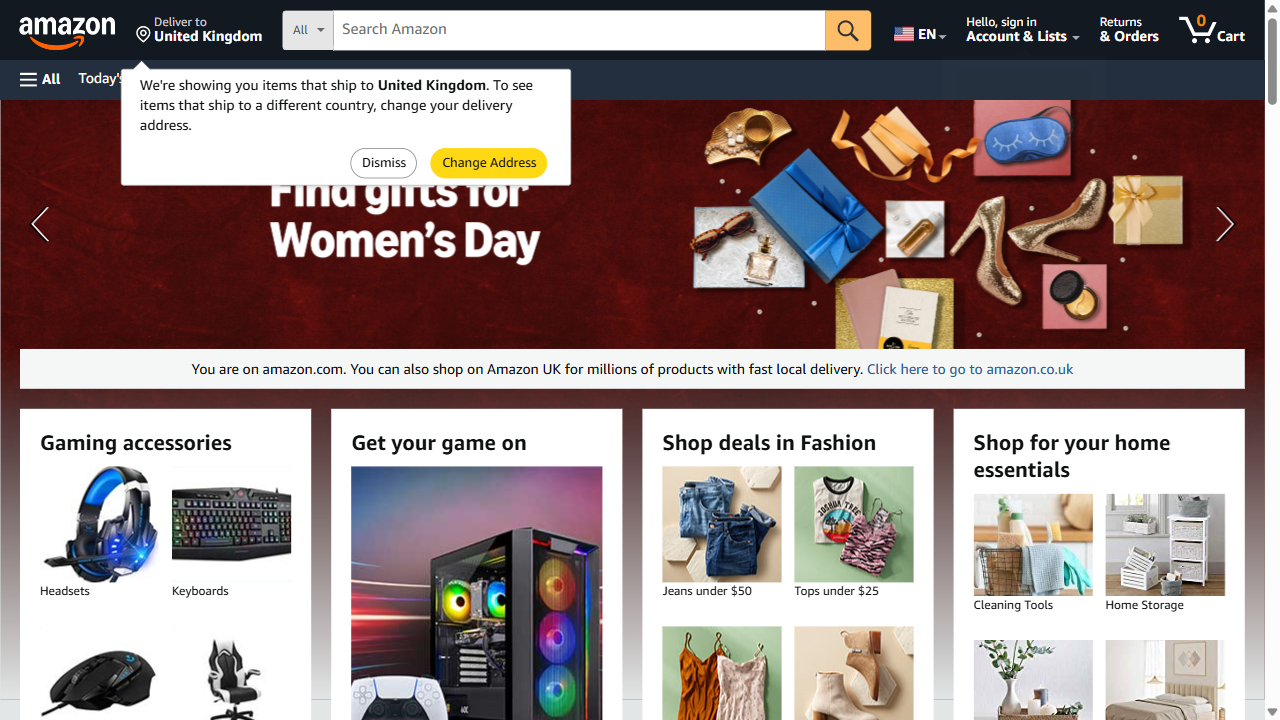 amazon
Deliver to
United Kingdom
All
Search Amazon
EN
Hello, sign in
Account & Lists
Returns
& Orders
0
Cart
All
Today's
We're showing you items that ship to United Kingdom. To see
items that ship to a different country, change your delivery
address.
Dismiss
Change Address
Find gifts for
Women's Day
You are on amazon.com. You can also shop on Amazon UK for millions of products with fast local delivery. Click here to go to amazon.co.uk
Gaming accessories
Headsets
Keyboards
Get your game on
Shop deals in Fashion
JOSHUA TREE
Jeans under $50
Tops under $25
Shop for your home
essentials
Cleaning Tools
Home Storage